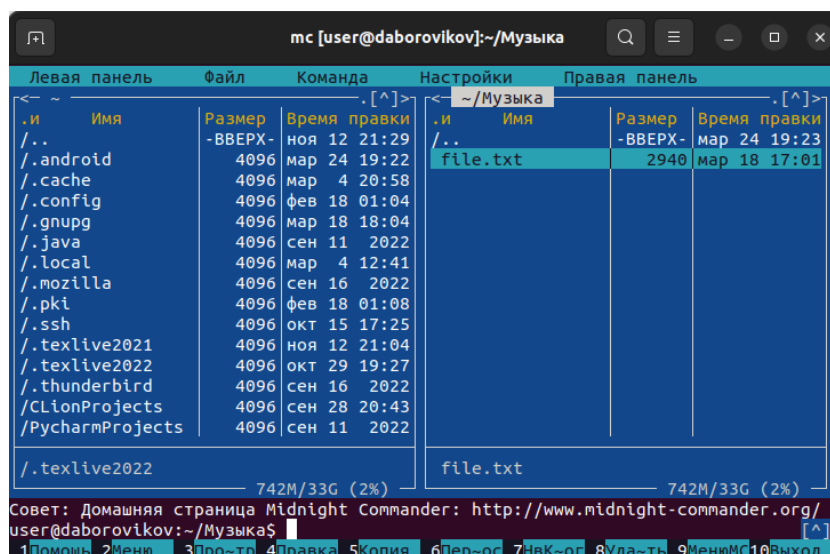 mc [user@daborovikov]:~/Музыка
Левая панель Файл Команда Настройки Правая панель
<— ~ .[^]> <— ~/Музыка .[^]>
.и Имя Размер Время правки .и Имя Размер Время правки
/.. -ВВЕРХ- ноя 12 21:29 /.. -ВВЕРХ- мар 24 19:23
/.android 4096 мар 24 19:22 file.txt 2940 мар 18 17:01
/.cache 4096 мар 4 20:58
/.config 4096 фев 18 01:04
/.gnupg 4096 мар 18 18:04
/.java 4096 сен 11 2022
/.local 4096 мар 4 12:41
/.mozilla 4096 сен 16 2022
/.pki 4096 фев 18 01:08
/.ssh 4096 окт 15 17:25
/.texlive2021 4096 ноя 12 21:04
/.texlive2022 4096 окт 29 19:27
/.thunderbird 4096 сен 16 2022
/CLionProjects 4096 сен 28 20:43
/PycharmProjects 4096 сен 11 2022
/.texlive2022 file.txt
742M/33G (2%) 742M/33G (2%)
Совет: Домашняя страница Midnight Commander: http://www.midnight-commander.org/
user@daborovikov:~/Музыка$ [^]
1Помощь 2Меню 3Про~тр 4Правка 5Копия 6Пер~ос 7НвК~ог 8Уда~ть 9МенюМС 10Выход